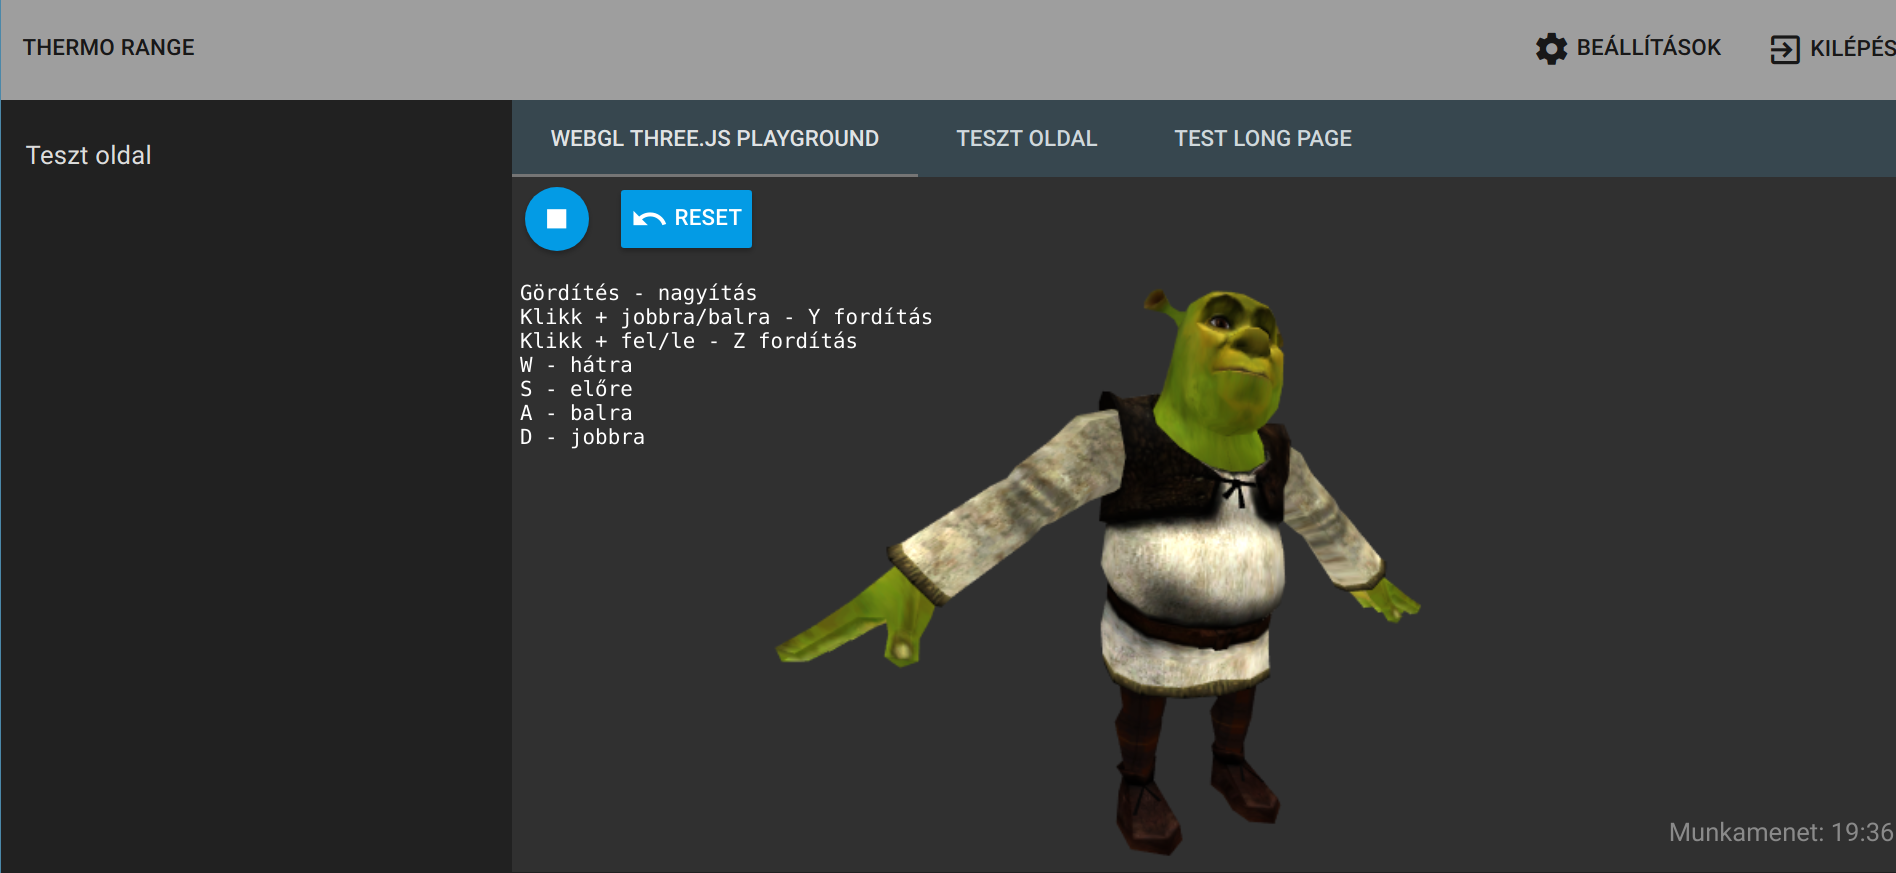 THERMO RANGE
BEÁLLÍTÁSOK
KILÉPÉS
Teszt oldal
WEBGL THREE.JS PLAYGROUND
TESZT OLDAL
TEST LONG PAGE
RESET
Gördítés - nagyítás
Klikk + jobbra/balra - Y fordítás
Klikk + fel/le - Z fordítás
W - hátra
S - előre
A - balra
D - jobbra
Munkamenet: 19:36